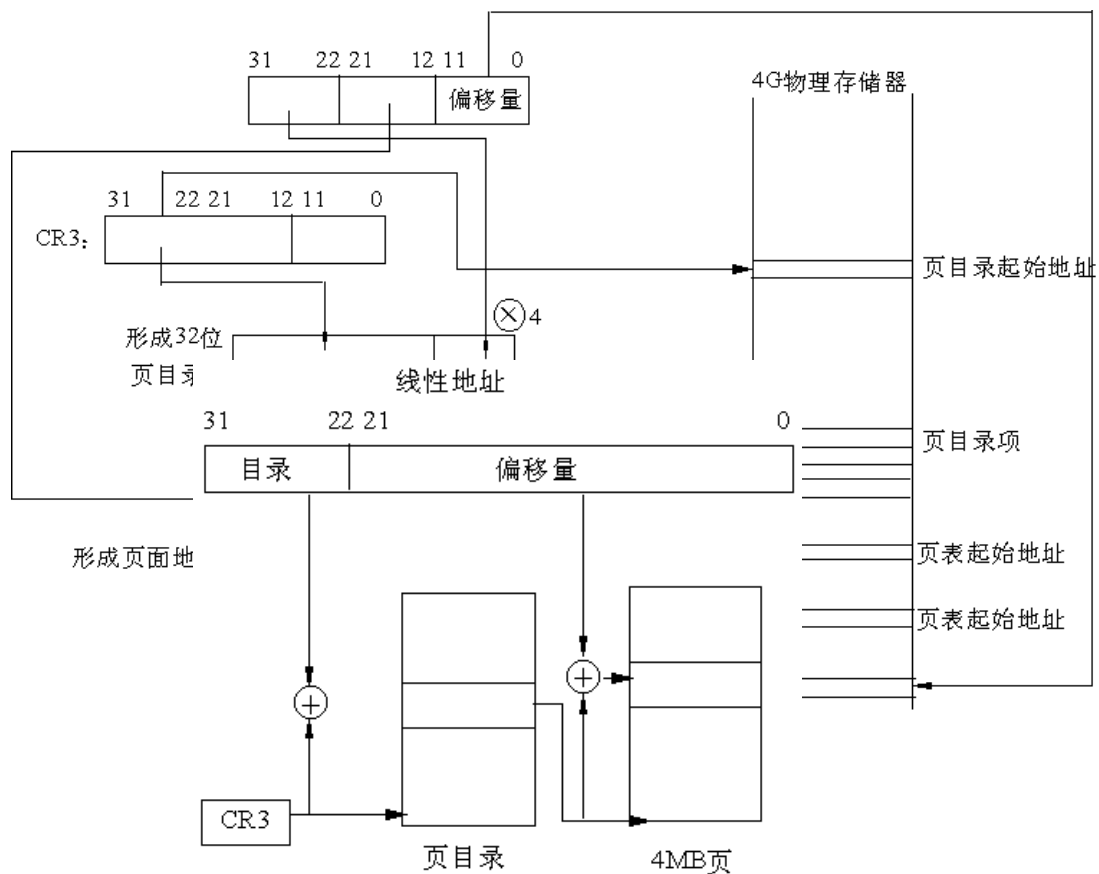 31 22 21 12 11 0
偏移量
4G物理存储器
31 22 21 12 11 0
CR3：
页目录起始地址
4
形成32位
页目录
线性地址
31 22 21 0
目录 偏移量
页目录项
形成页面地
页表起始地址
页表起始地址
CR3
页目录
4MB页